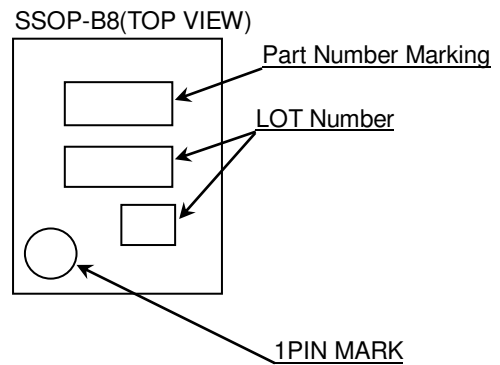 SSOP-B8(TOP VIEW)
Part Number Marking
LOT Number
1PIN MARK